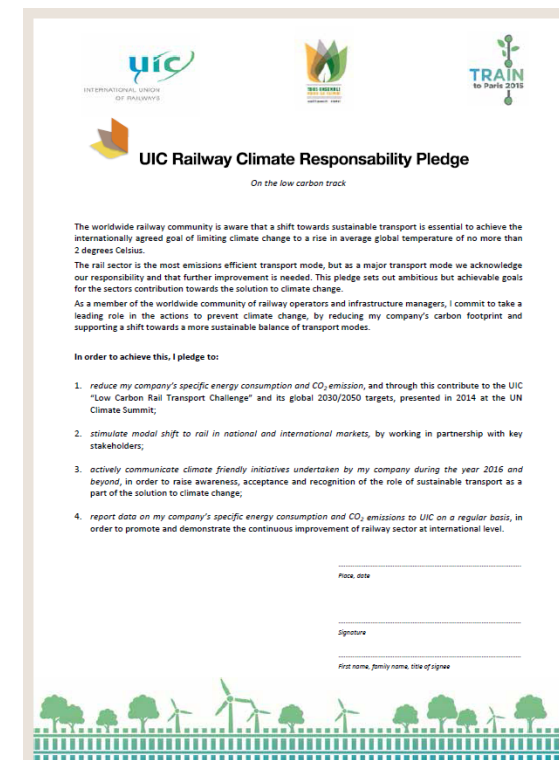 uic
INTERNATIONAL UNION
OF RAILWAYS
TOUS ENSEMBLE
POUR LE CLIMAT
TRAIN
to Paris 2015
UIC Railway Climate Responsability Pledge
On the low carbon track
The worldwide railway community is aware that a shift towards sustainable transport is essential to achieve the
internationally agreed goal of limiting climate change to a rise in average global temperature of no more than
2 degrees Celsius.
The rail sector is the most emissions efficient transport mode, but as a major transport mode we acknowledge
our responsibility and that further improvement is needed. This pledge sets out ambitious but achievable goals
for the sectors contribution towards the solution to climate change.
As a member of the worldwide community of railway operators and infrastructure managers, I commit to take a
leading role in the actions to prevent climate change, by reducing my company's carbon footprint and
supporting a shift towards a more sustainable balance of transport modes.
In order to achieve this, I pledge to:
1. reduce my company's specific energy consumption and CO₂ emission, and through this contribute to the UIC
"Low Carbon Rail Transport Challenge" and its global 2030/2050 targets, presented in 2014 at the UN
Climate Summit;
2. stimulate modal shift to rail in national and international markets, by working in partnership with key
stakeholders;
3. actively communicate climate friendly initiatives undertaken by my company during the year 2016 and
beyond, in order to raise awareness, acceptance and recognition of the role of sustainable transport as a
part of the solution to climate change;
4. report data on my company's specific energy consumption and CO₂ emissions to UIC on a regular basis, in
order to promote and demonstrate the continuous improvement of railway sector at international level.
Place, date
Signature
First name, family name, title of signee